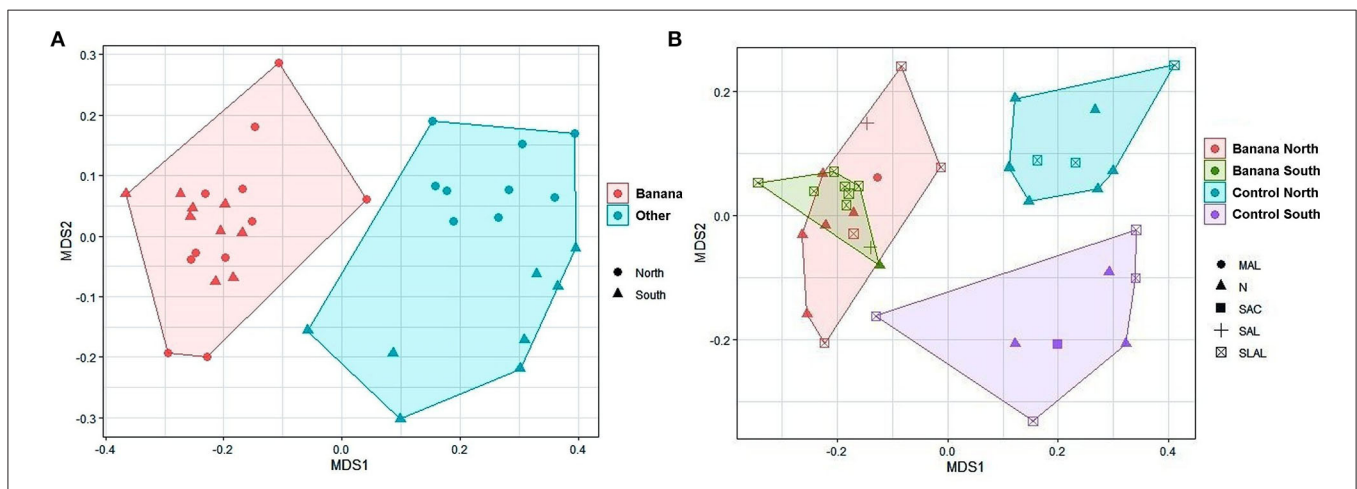 A
0.3
0.2
0.1
0.0
-0.1
-0.2
-0.3
MDS2
-0.4
-0.2
0.0
0.2
0.4
MDS1
Banana
Other
North
South
B
0.2
0.0
-0.2
MDS2
-0.2
0.0
0.2
0.4
MDS1
Banana North
Banana South
Control North
Control South
MAL
N
SAC
SAL
SLAL